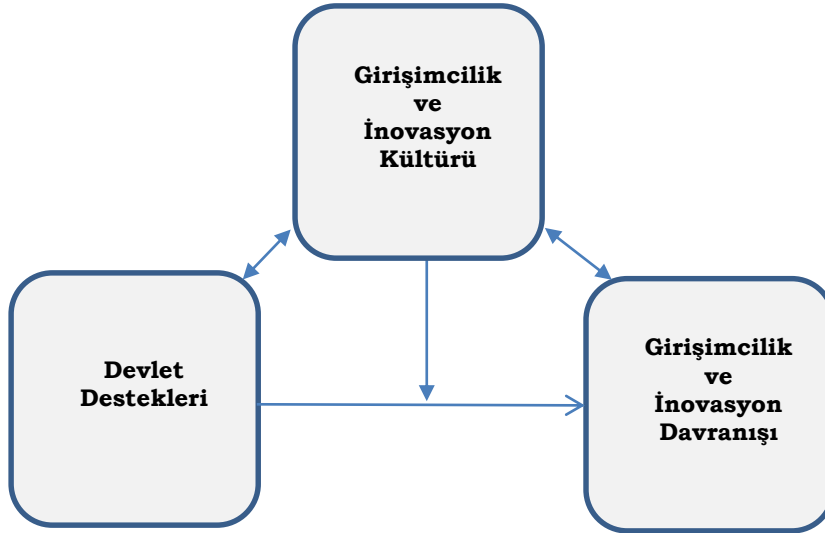 Girişimcilik
ve
İnovasyon
Kültürü
Devlet
Destekleri
Girişimcilik
ve
İnovasyon
Davranışı